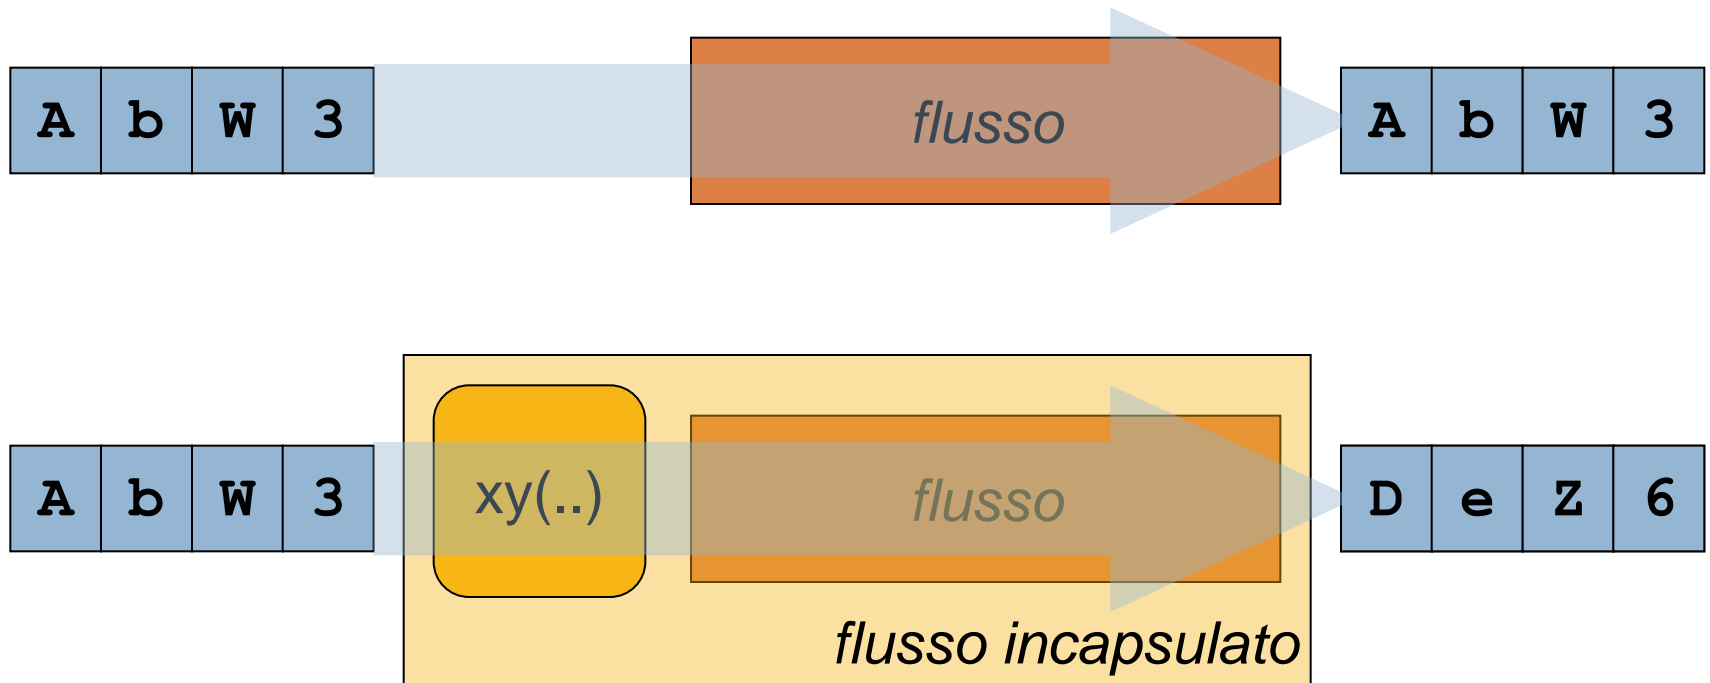 A b W 3 flusso A b W 3
A b W 3 xy(..) flusso D e Z 6
flusso incapsulato